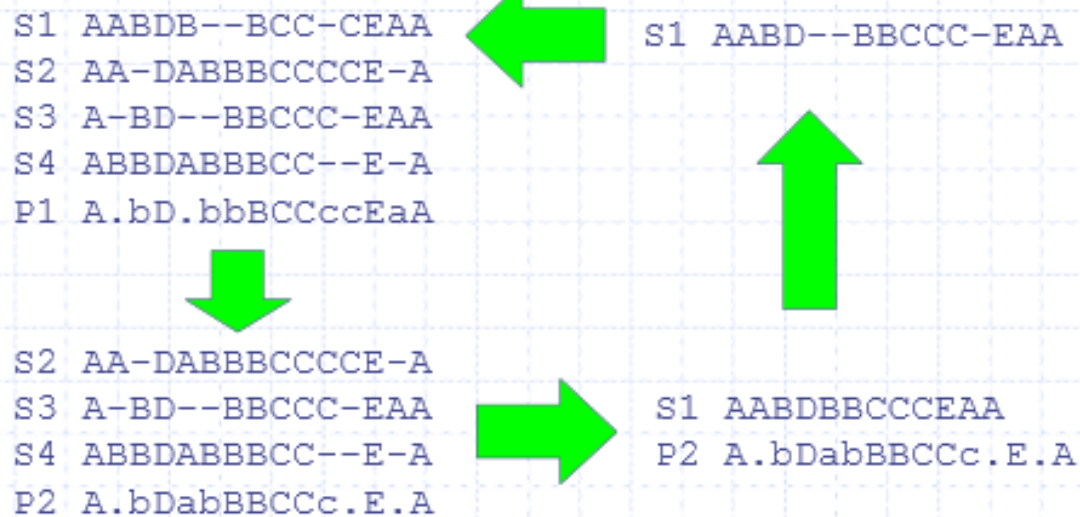 S1 AABDB--BCC-CEAA
S2 AA-DABBBCCCCE-A
S3 A-BD--BBCCC-EAA
S4 ABBDABBBCC--E-A
P1 A.bD.bbBCCccEaA
S1 AABD--BBCCC-EAA
S2 AA-DABBBCCCCE-A
S3 A-BD--BBCCC-EAA
S4 ABBDABBBCC--E-A
P2 A.bDabBBCCc.E.A
S1 AABDBBCCCEAA
P2 A.bDabBBCCc.E.A